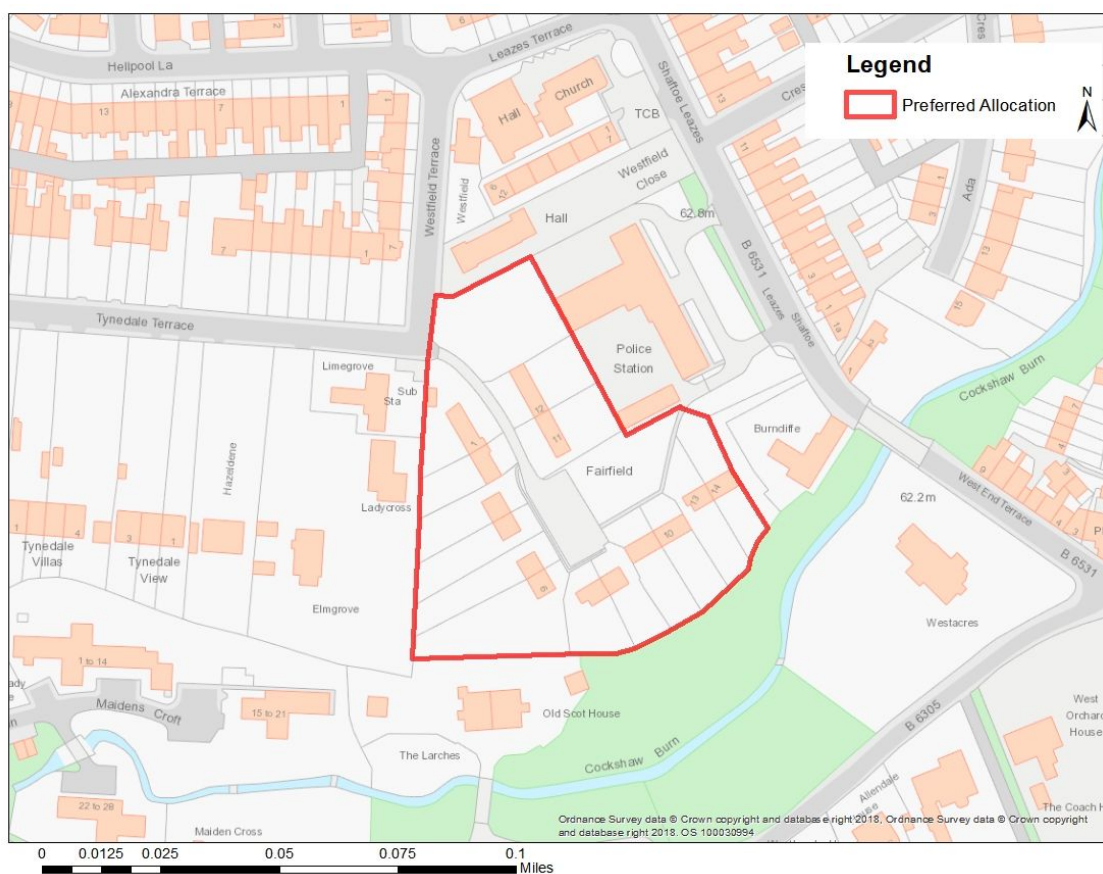 Hellpool La
Leazes Terrace
Alexandra Terrace
Legend
Preferred Allocation
N
Shaftoe Leazes
Cres
Cres
Church
Hall
TCB
Westfield Terrace
Westfield
Westfield
Close
Hall
62.8m
B 6531
Leazes
Shaftoe
Ada
Tynedale Terrace
Limegrove
Sub
Sta
Police
Station
Burncliffe
Cockshaw Burn
Fairfield
Hazeldene
Ladycross
West End Terrace
62.2m
B 6531
Tynedale
Villas
Tynedale
View
Elmgrove
Westacres
1 to 14
Maidens Croft
15 to 21
Old Scot House
B 6305
West
Orchard
House
The Larches
Cockshaw Burn
22 to 28
Maiden Cross
Allendale
The Coach H
Ordnance Survey data © Crown copyright and database right 2018, Ordnance Survey data © Crown copyright
and database right 2018. OS 100030994
0 0.0125 0.025 0.05 0.075 0.1
Miles